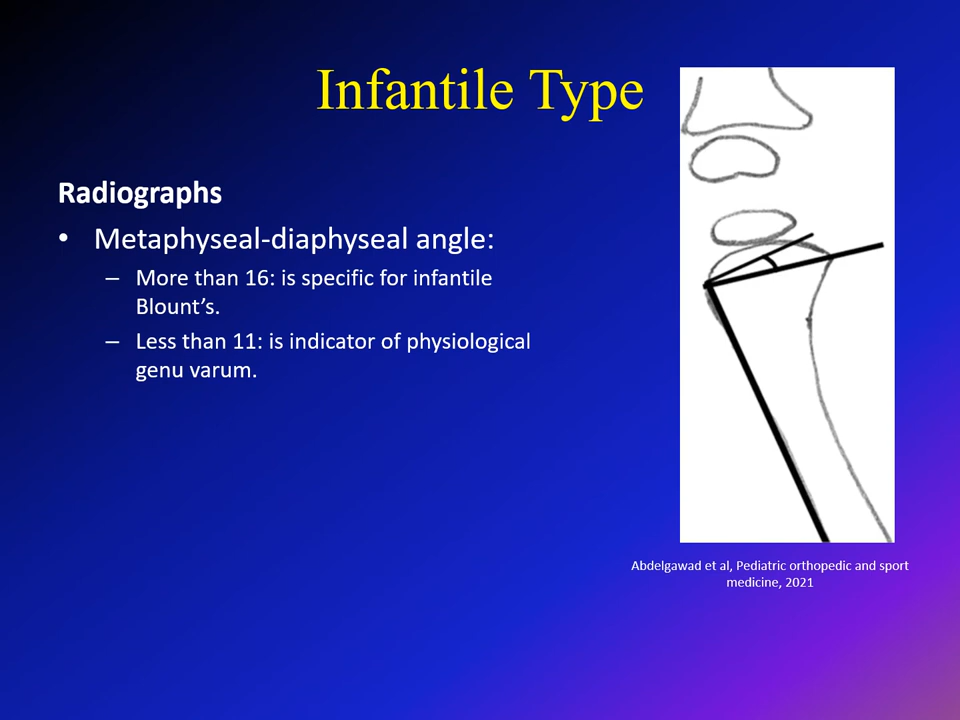 Infantile Type
Radiographs
• Metaphyseal-diaphyseal angle:
– More than 16: is specific for infantile
Blount’s.
– Less than 11: is indicator of physiological
genu varum.
Abdelgawad et al, Pediatric orthopedic and sport
medicine, 2021